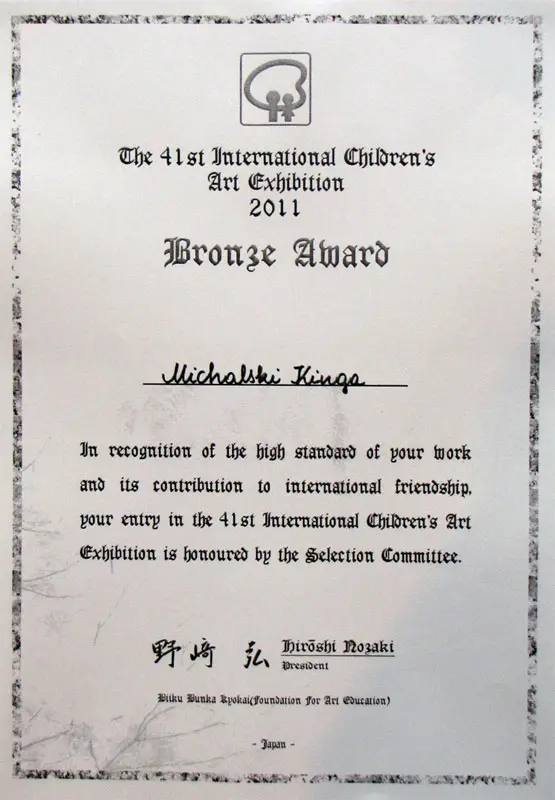 The 41st International Children's
Art Exhibition
2011
Bronze Award
Michalski Kinga
In recognition of the high standard of your work
and its contribution to international friendship,
your entry in the 41st International Children's Art
Exhibition is honoured by the Selection Committee.
野﨑 弘 Hirōshi Nozaki
President
Biiku Bunka Kyokai(Foundation For Art Education)
- Japan -